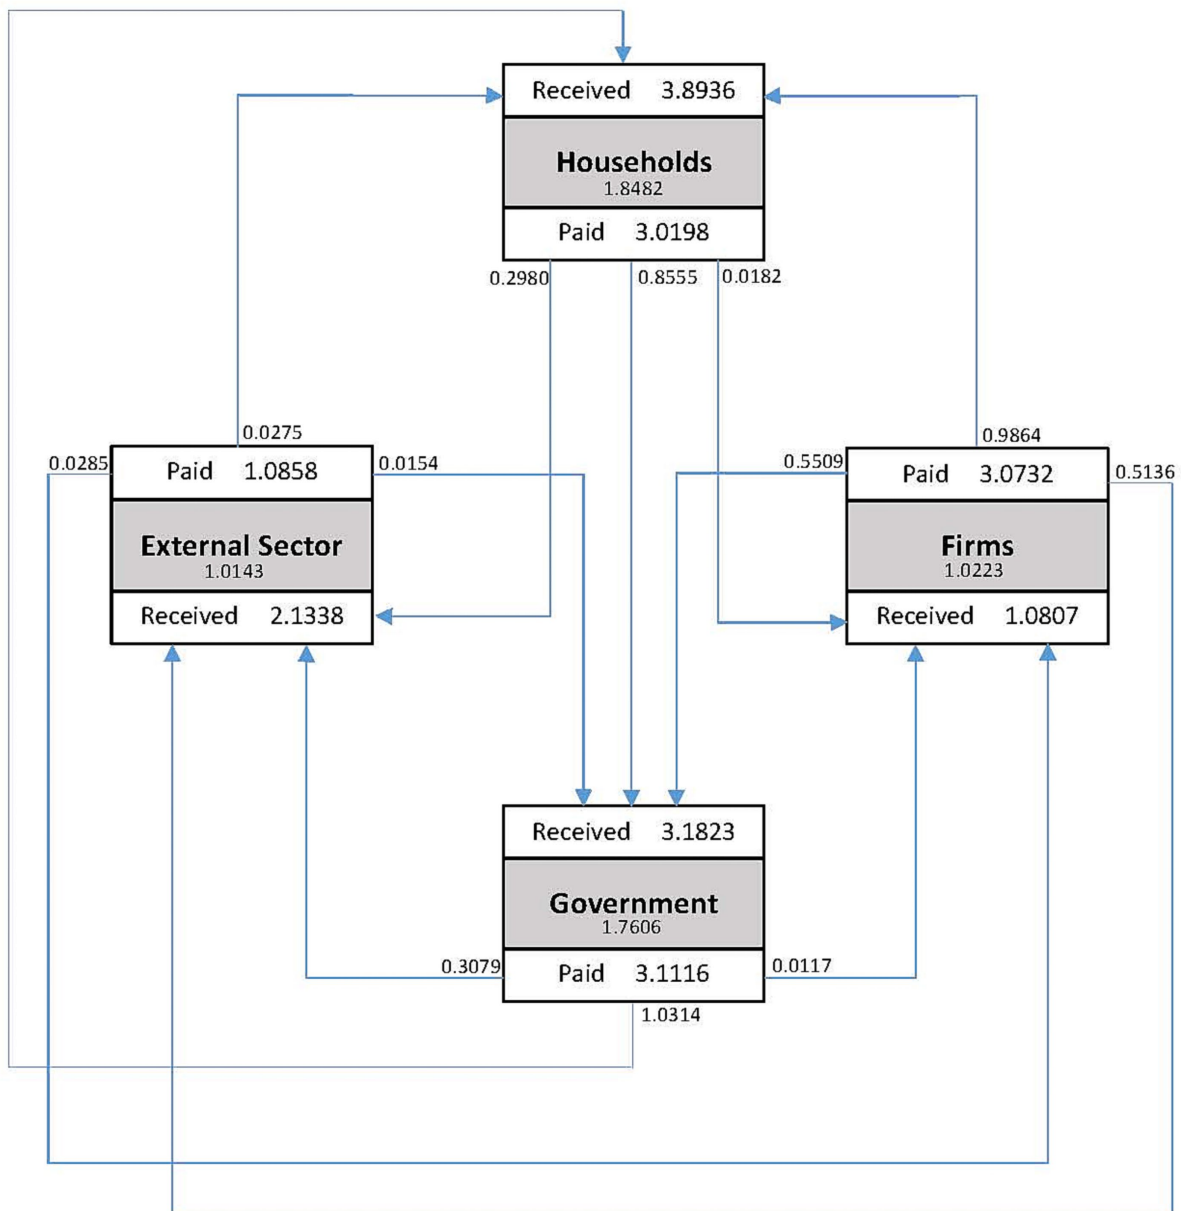 Received 3.8936
Households
1.8482
Paid 3.0198
0.2980 0.8555 0.0182
0.0275
0.9864
0.0285 Paid 1.0858 0.0154
0.5509 Paid 3.0732 0.5136
External Sector
1.0143
Firms
1.0223
Received 2.1338
Received 1.0807
Received 3.1823
Government
1.7606
0.3079 Paid 3.1116 0.0117
1.0314